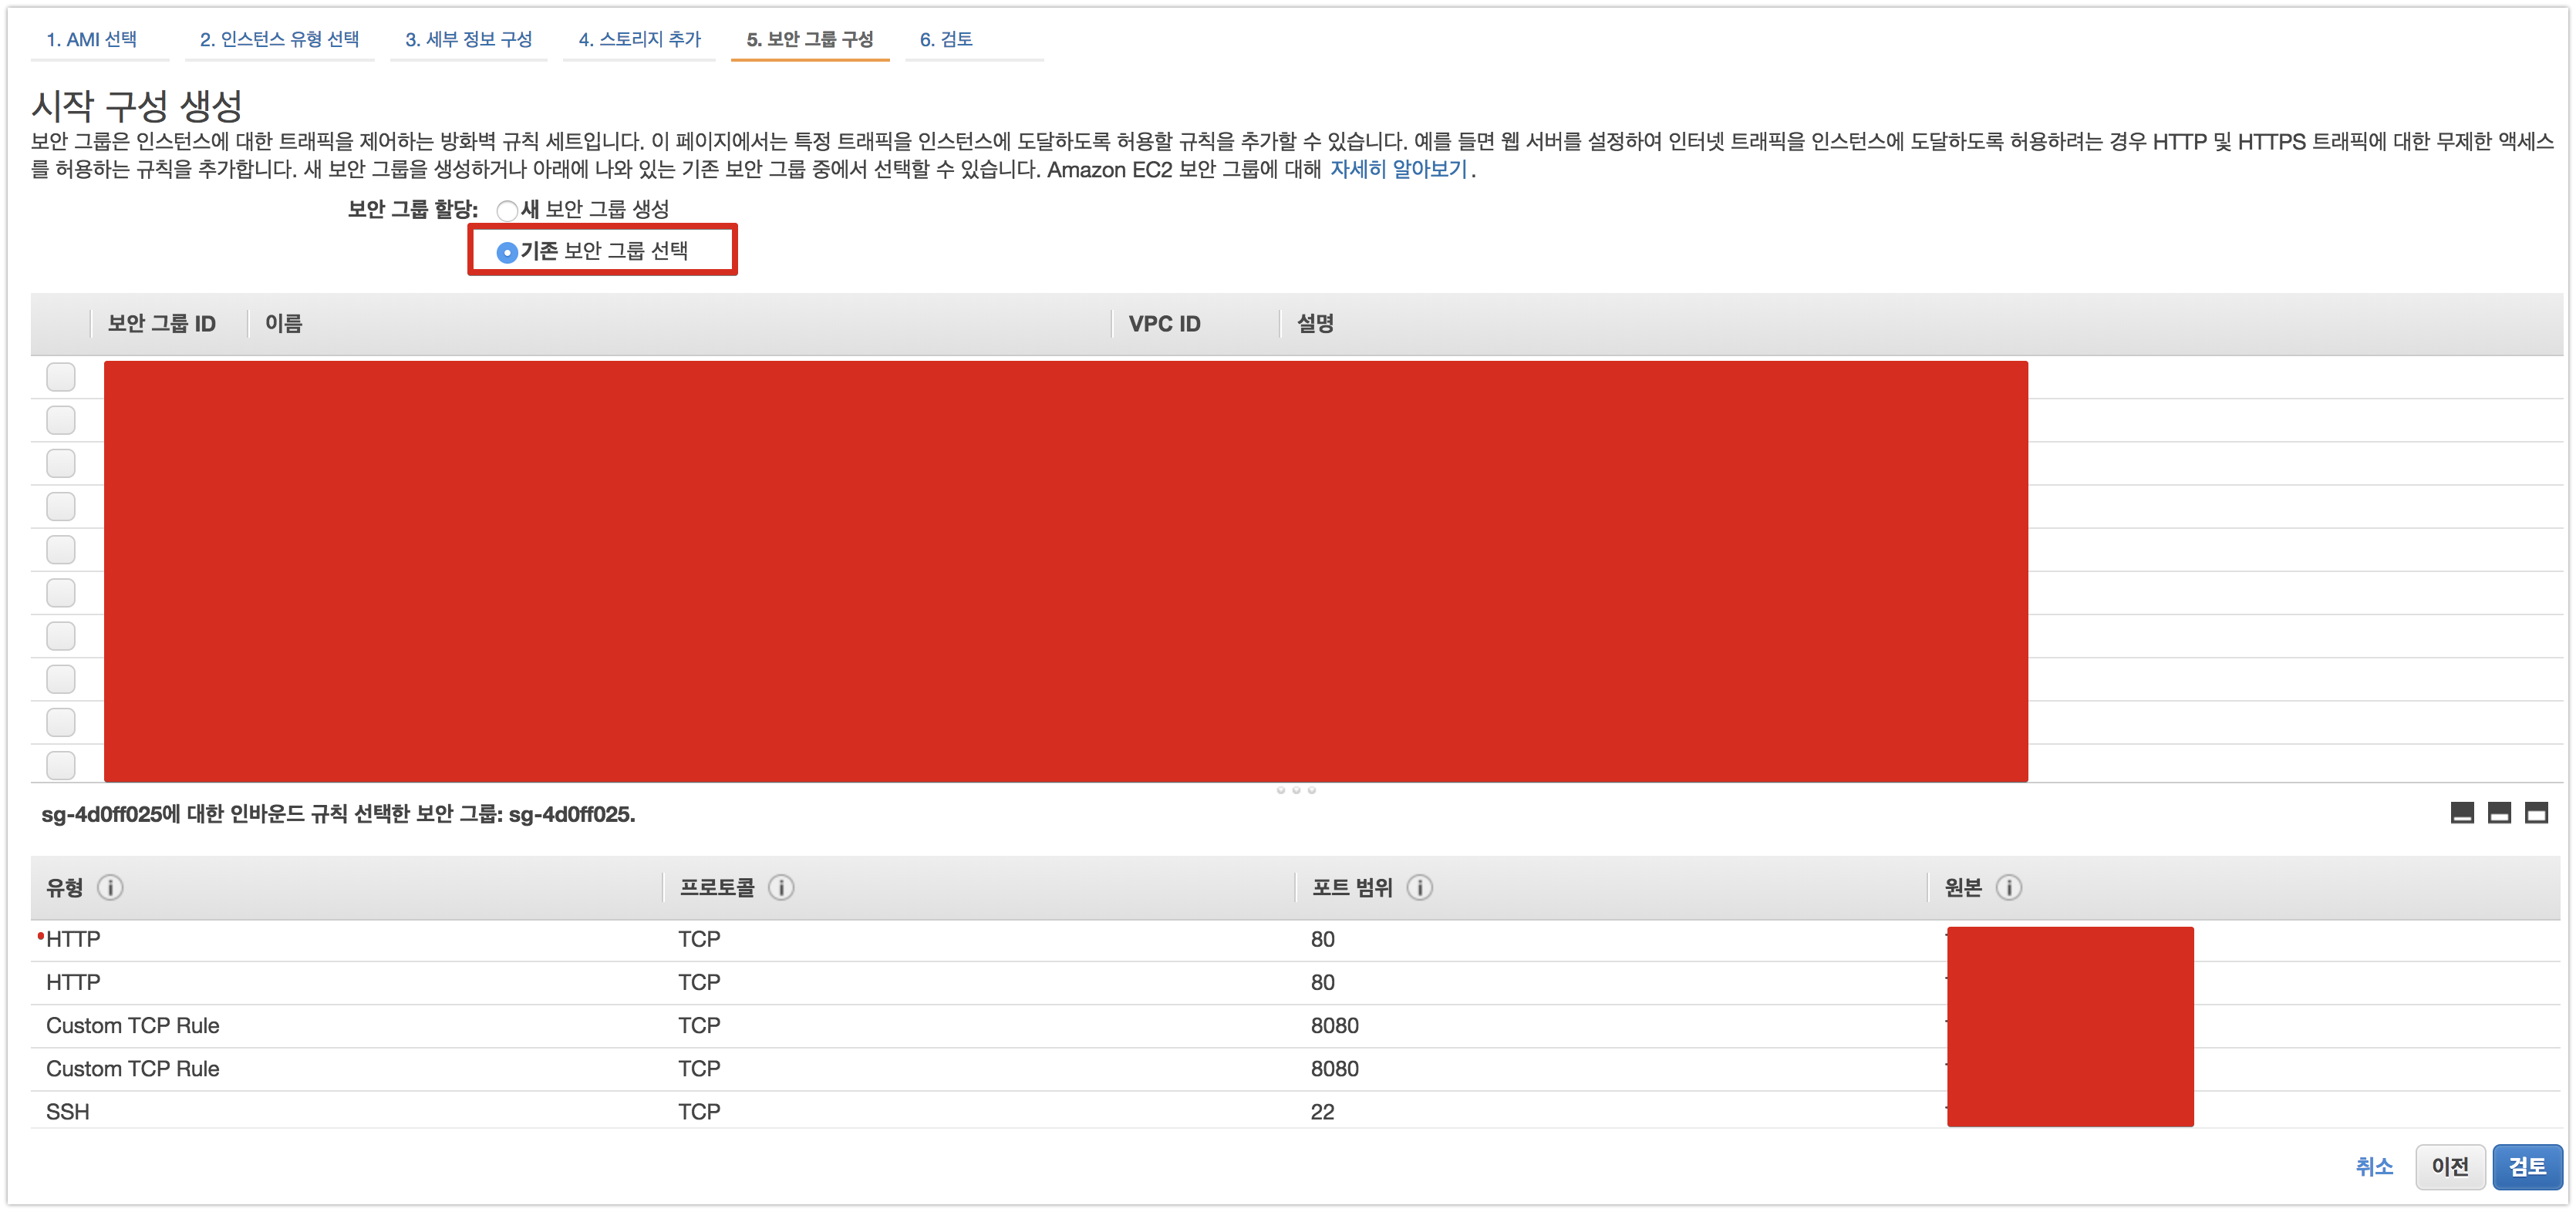 1. AMI 선택 2. 인스턴스 유형 선택 3. 세부 정보 구성 4. 스토리지 추가 5. 보안 그룹 구성 6. 검토
시작 구성 생성
보안 그룹은 인스턴스에 대한 트래픽을 제어하는 방화벽 규칙 세트입니다. 이 페이지에서는 특정 트래픽을 인스턴스에 도달하도록 허용할 규칙을 추가할 수 있습니다. 예를 들면 웹 서버를 설정하여 인터넷 트래픽을 인스턴스에 도달하도록 허용하려는 경우 HTTP 및 HTTPS 트래픽에 대한 무제한 액세스
를 허용하는 규칙을 추가합니다. 새 보안 그룹을 생성하거나 아래에 나와 있는 기존 보안 그룹 중에서 선택할 수 있습니다. Amazon EC2 보안 그룹에 대해 자세히 알아보기.
보안 그룹 할당: 새 보안 그룹 생성
기존 보안 그룹 선택
보안 그룹 ID 이름 VPC ID 설명
sg-4d0ff025에 대한 인바운드 규칙 선택한 보안 그룹: sg-4d0ff025.
유형 프로토콜 포트 범위 원본
HTTP TCP 80
HTTP TCP 80
Custom TCP Rule TCP 8080
Custom TCP Rule TCP 8080
SSH TCP 22
취소 이전 검토